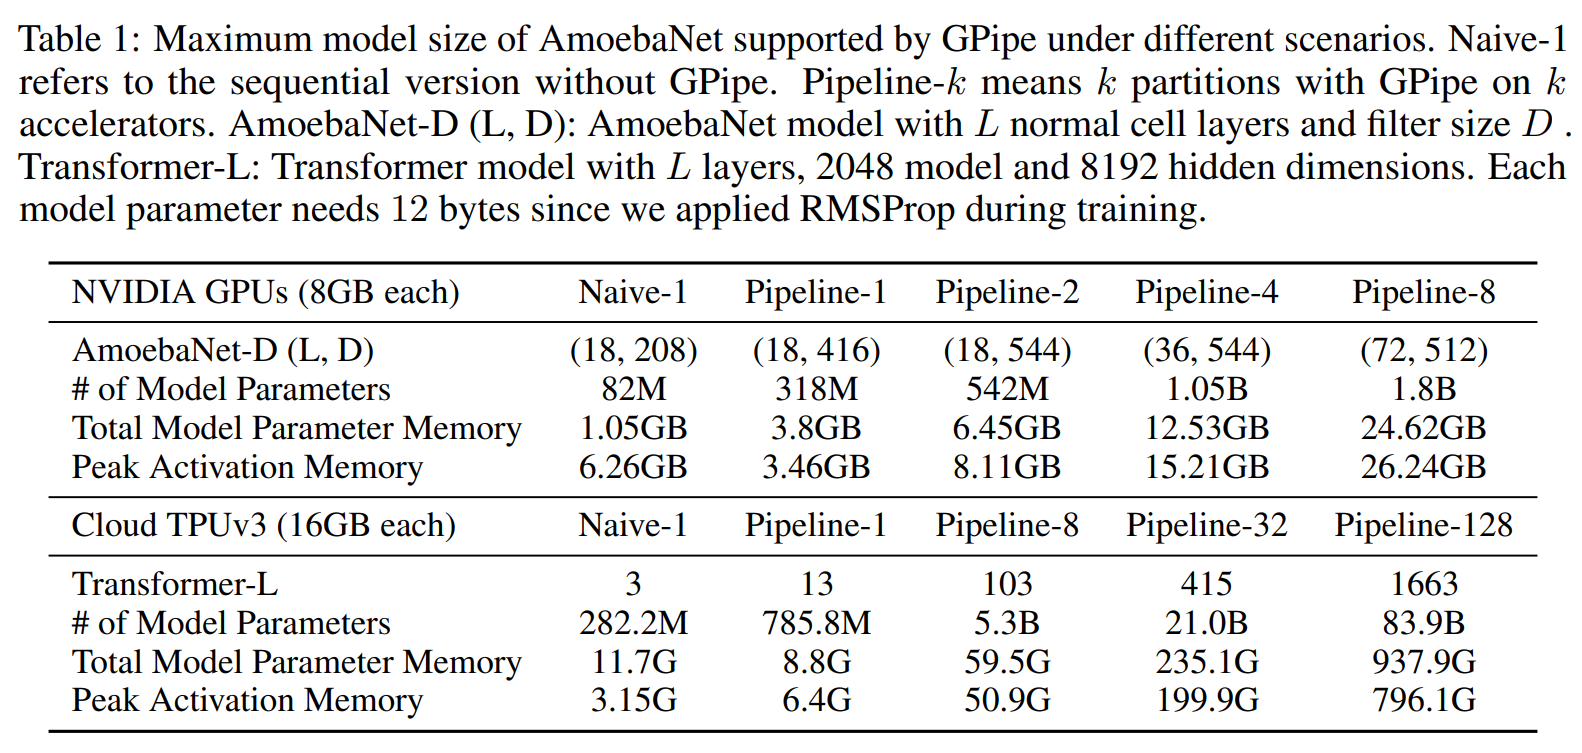 Table 1: Maximum model size of AmoebaNet supported by GPipe under different scenarios. Naive-1
refers to the sequential version without GPipe. Pipeline-k means k partitions with GPipe on k
accelerators. AmoebaNet-D (L, D): AmoebaNet model with L normal cell layers and filter size D .
Transformer-L: Transformer model with L layers, 2048 model and 8192 hidden dimensions. Each
model parameter needs 12 bytes since we applied RMSProp during training.
NVIDIA GPUs (8GB each) Naive-1 Pipeline-1 Pipeline-2 Pipeline-4 Pipeline-8
AmoebaNet-D (L, D) (18, 208) (18, 416) (18, 544) (36, 544) (72, 512)
# of Model Parameters 82M 318M 542M 1.05B 1.8B
Total Model Parameter Memory 1.05GB 3.8GB 6.45GB 12.53GB 24.62GB
Peak Activation Memory 6.26GB 3.46GB 8.11GB 15.21GB 26.24GB
Cloud TPUv3 (16GB each) Naive-1 Pipeline-1 Pipeline-8 Pipeline-32 Pipeline-128
Transformer-L 3 13 103 415 1663
# of Model Parameters 282.2M 785.8M 5.3B 21.0B 83.9B
Total Model Parameter Memory 11.7G 8.8G 59.5G 235.1G 937.9G
Peak Activation Memory 3.15G 6.4G 50.9G 199.9G 796.1G